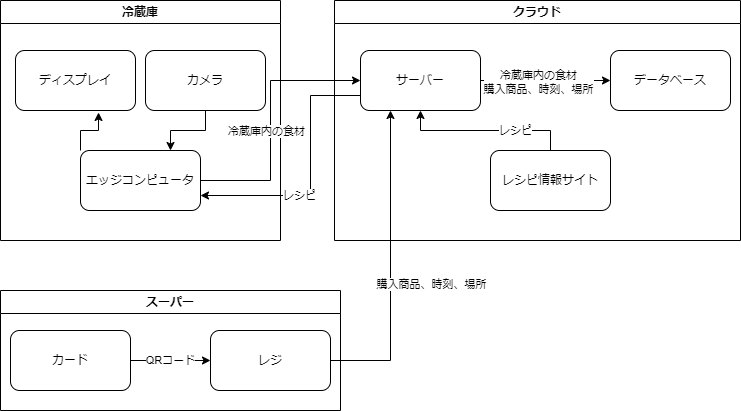 冷蔵庫
クラウド
ディスプレイ
カメラ
サーバー
冷蔵庫内の食材
購入商品、時刻、場所
データベース
冷蔵庫内の食材
レシピ
エッジコンピュータ
レシピ
レシピ情報サイト
購入商品、時刻、場所
スーパー
カード
QRコード
レジ